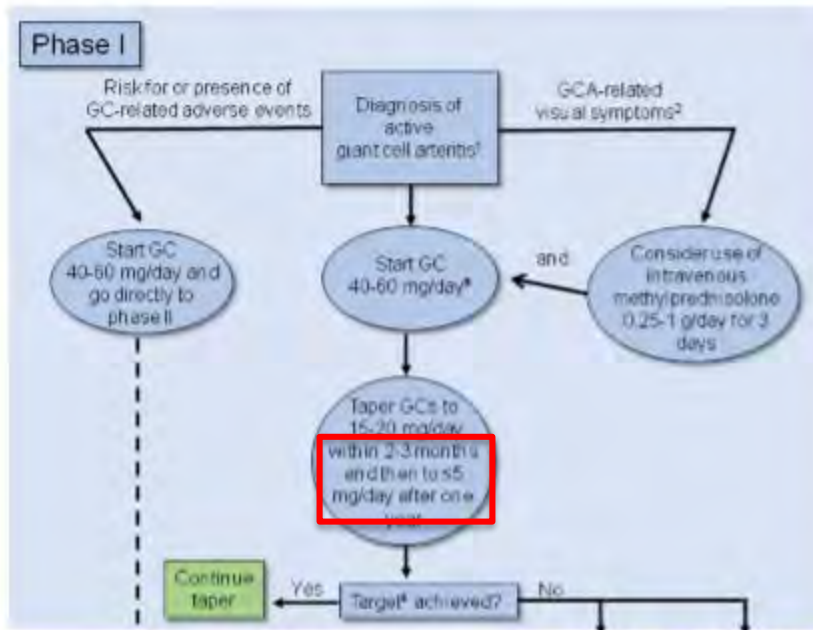 Phase I
Risk for or presence of
GC-related adverse events
Diagnosis of
active
giant cell arteritis¹
GCA-related
visual symptoms²
Start GC
40-60 mg/day and
go directly to
phase II
Start GC
40-60 mg/day*
and
Consider use of
intravenous
methylprednisolone
0.25-1 g/day for 3
days
Taper GCs to
15-20 mg/day
within 2-3 months
and then to ≤5
mg/day after one
year
Continue
taper
Yes
Target⁴ achieved?
No